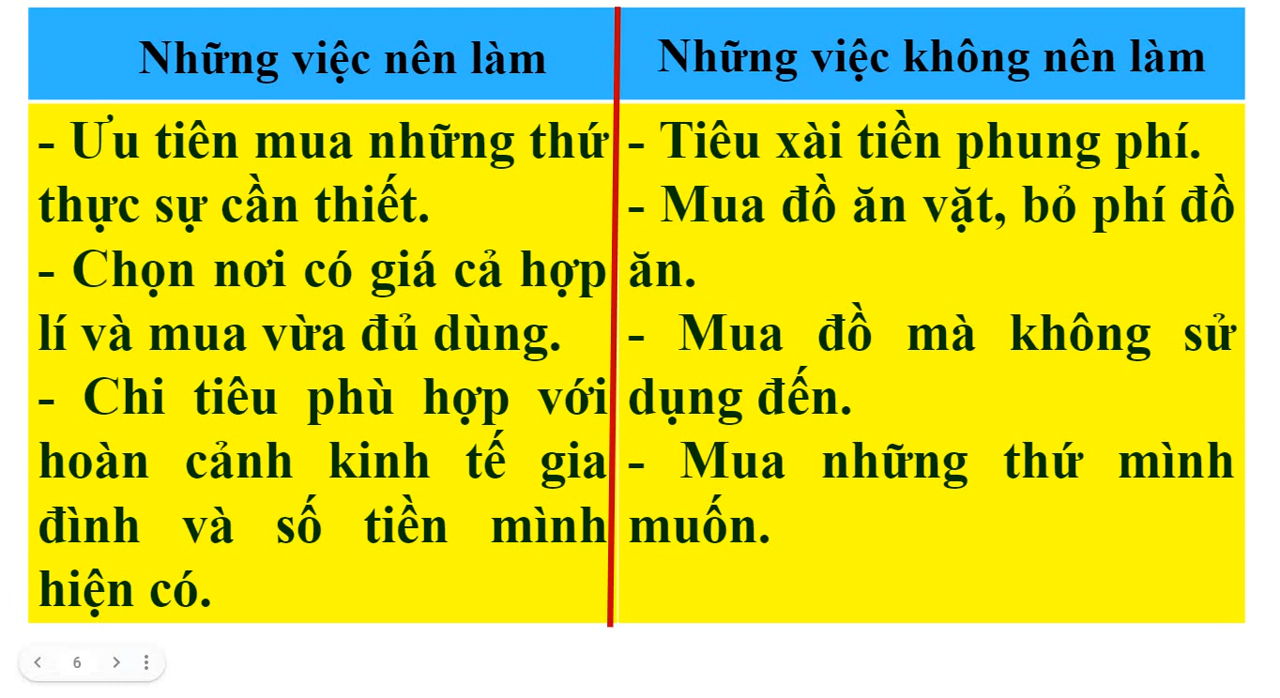 Những việc nên làm
- Ưu tiên mua những thứ
thực sự cần thiết.
- Chọn nơi có giá cả hợp
lí và mua vừa đủ dùng.
- Chi tiêu phù hợp với
hoàn cảnh kinh tế gia
đình và số tiền mình
hiện có.
Những việc không nên làm
- Tiêu xài tiền phung phí.
- Mua đồ ăn vặt, bỏ phí đồ
ăn.
- Mua đồ mà không sử
dụng đến.
- Mua những thứ mình
muốn.
6